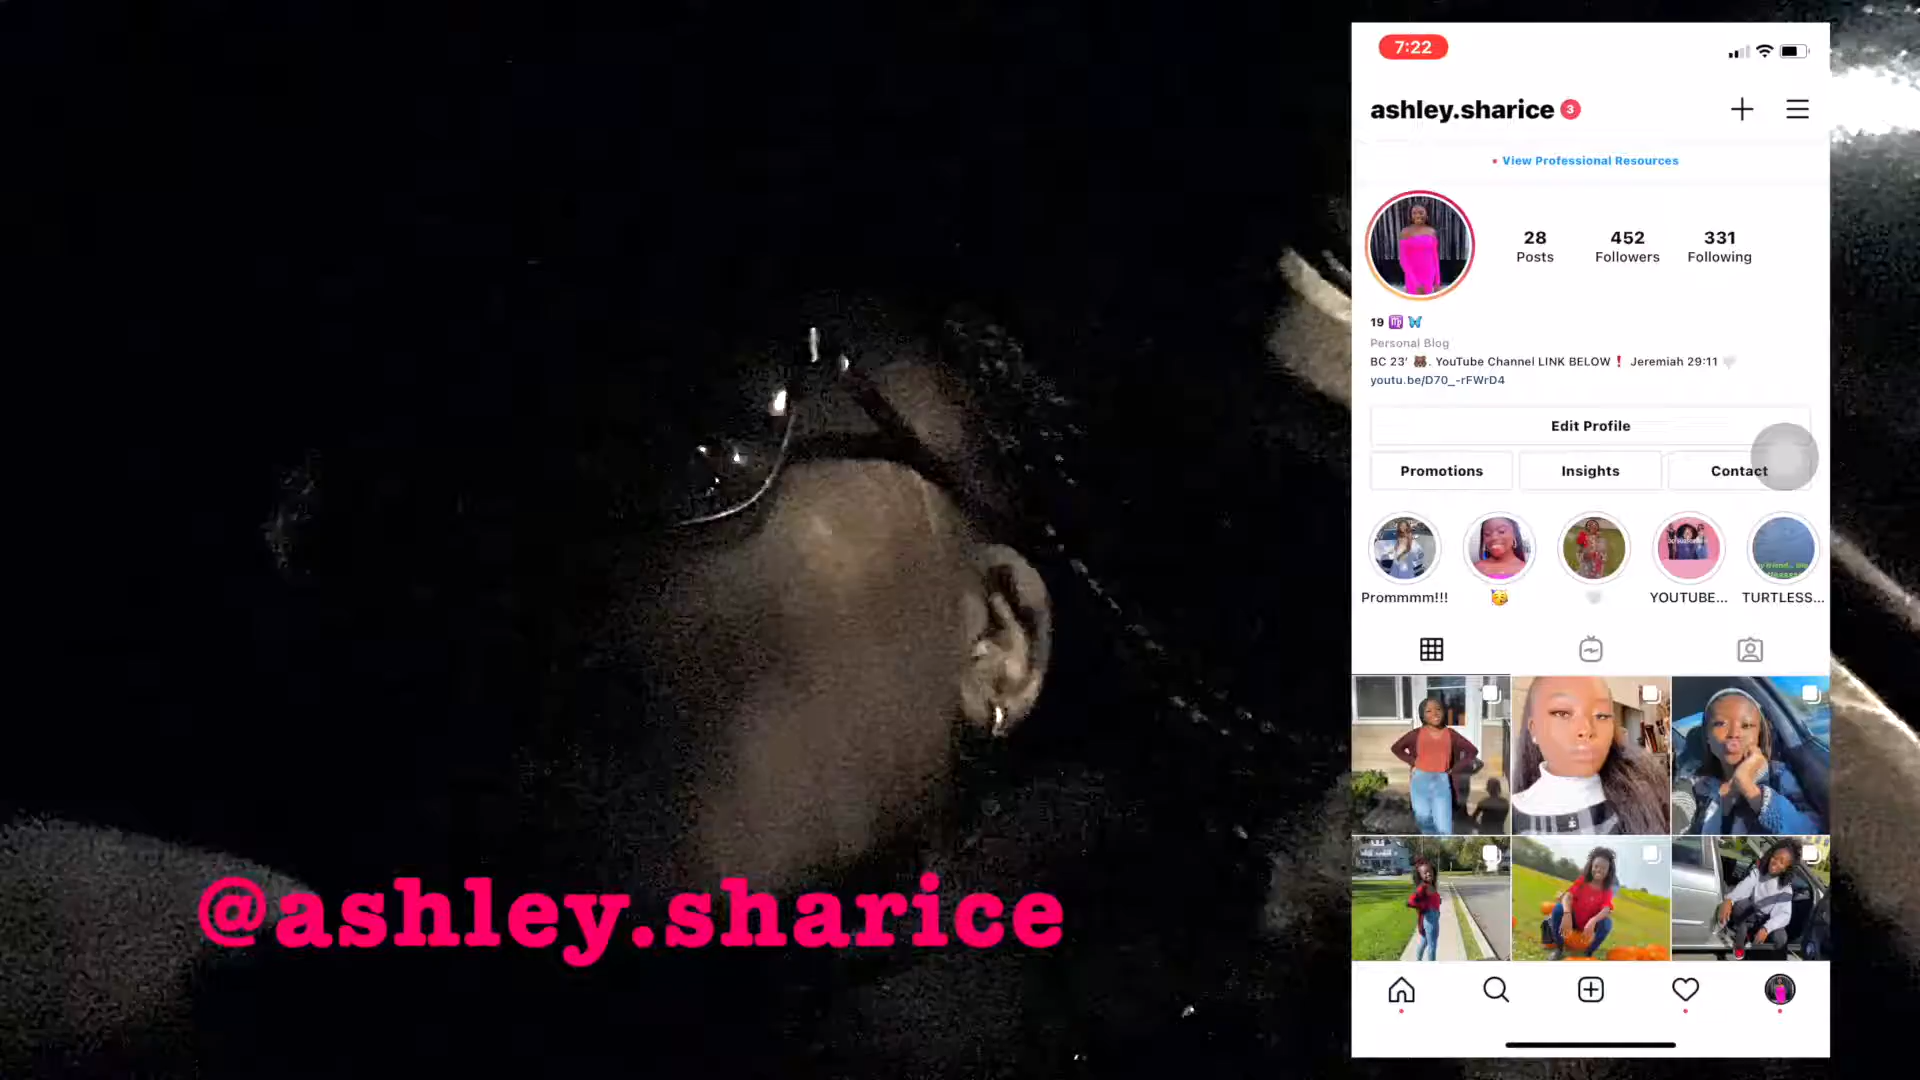 7:22
ashley.sharice 3
View Professional Resources
28 452 331
Posts Followers Following
19
Personal Blog
BC 23' 🐻. YouTube Channel LINK BELOW❗ Jeremiah 29:11 🤍
youtu.be/D70_-rFWrD4
Edit Profile
Promotions Insights Contact
Prommmm!!! 🥳 🤍 YOUTUBE... TURTLESS...
@ashley.sharice